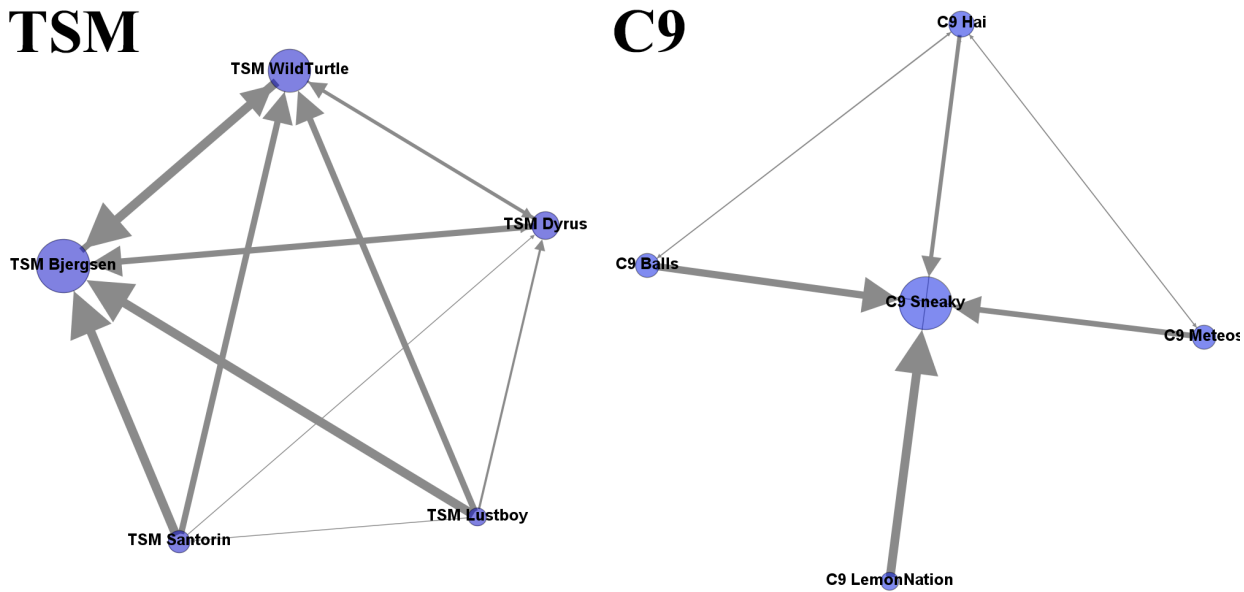 TSM
TSM WildTurtle
TSM Dyrus
TSM Bjergsen
TSM Lustboy
TSM Santorin
C9
C9 Hai
C9 Balls
C9 Sneaky
C9 Meteos
C9 LemonNation